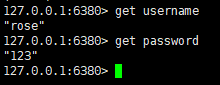 127.0.0.1:6380> get username
"rose"
127.0.0.1:6380> get password
"123"
127.0.0.1:6380>